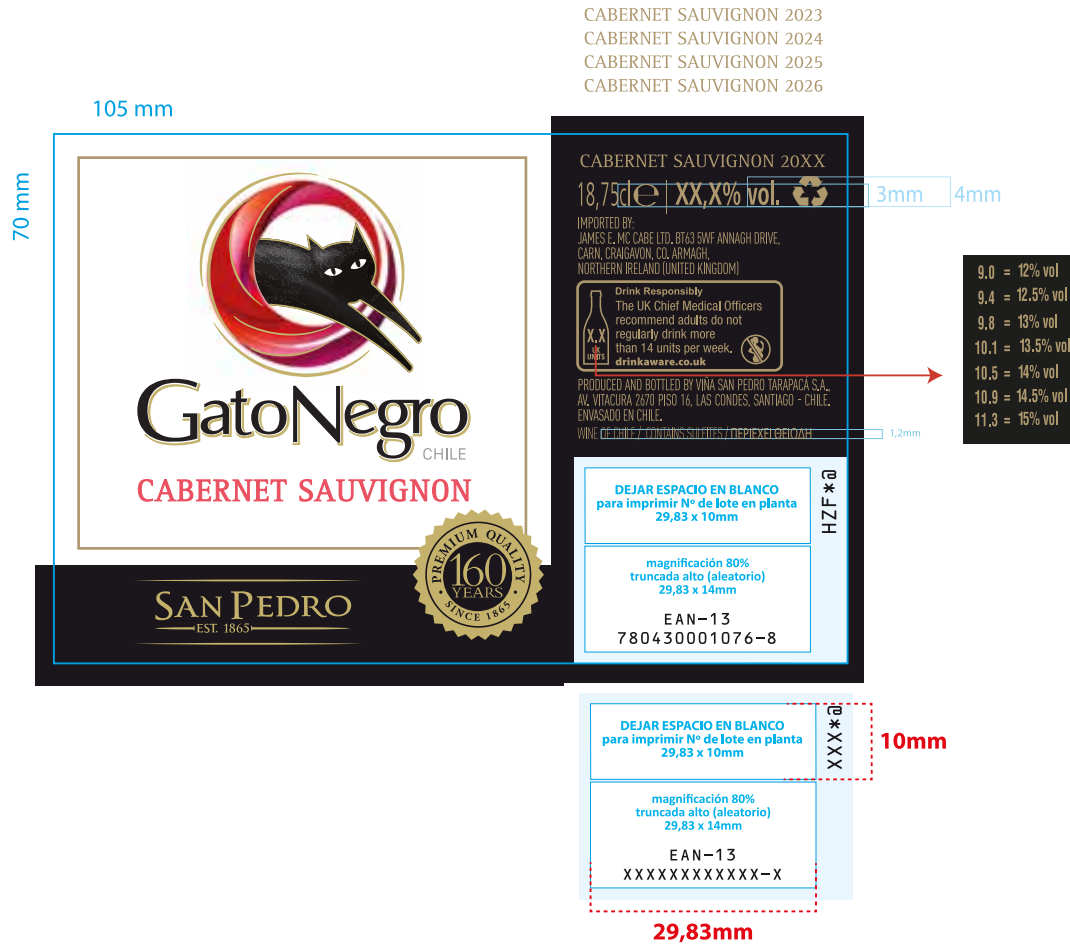 CABERNET SAUVIGNON 2023
CABERNET SAUVIGNON 2024
CABERNET SAUVIGNON 2025
CABERNET SAUVIGNON 2026
105 mm
70 mm
GatoNegro
CHILE
CABERNET SAUVIGNON
SAN PEDRO
EST. 1865
PREMIUM QUALITY
160
YEARS
SINCE 1865
CABERNET SAUVIGNON 20XX
18,75cl e XX,X% vol.
3mm 4mm
IMPORTED BY:
JAMES E. MC CABE LTD. BT63 5WF ANNAGH DRIVE,
CARN, CRAIGAVON, CO. ARMAGH,
NORTHERN IRELAND (UNITED KINGDOM)
X.X
UK
UNITS
Drink Responsibly
The UK Chief Medical Officers
recommend adults do not
regularly drink more
than 14 units per week.
drinkaware.co.uk
PRODUCED AND BOTTLED BY VIÑA SAN PEDRO TARAPACÁ S.A.,
AV. VITACURA 2670 PISO 16, LAS CONDES, SANTIAGO - CHILE.
ENVASADO EN CHILE.
WINE OF CHILE / CONTAINS SULFITES / ΠΕΡΙΕΧΕΙ ΘΕΙΩΔΗ
1,2mm
9.0 = 12% vol
9.4 = 12.5% vol
9.8 = 13% vol
10.1 = 13.5% vol
10.5 = 14% vol
10.9 = 14.5% vol
11.3 = 15% vol
DEJAR ESPACIO EN BLANCO
para imprimir Nº de lote en planta
29,83 x 10mm
magnificación 80%
truncada alto (aleatorio)
29,83 x 14mm
EAN-13
780430001076-8
HZF*@
DEJAR ESPACIO EN BLANCO
para imprimir Nº de lote en planta
29,83 x 10mm
magnificación 80%
truncada alto (aleatorio)
29,83 x 14mm
EAN-13
XXXXXXXXXXXX-X
XXX*@
10mm
29,83mm